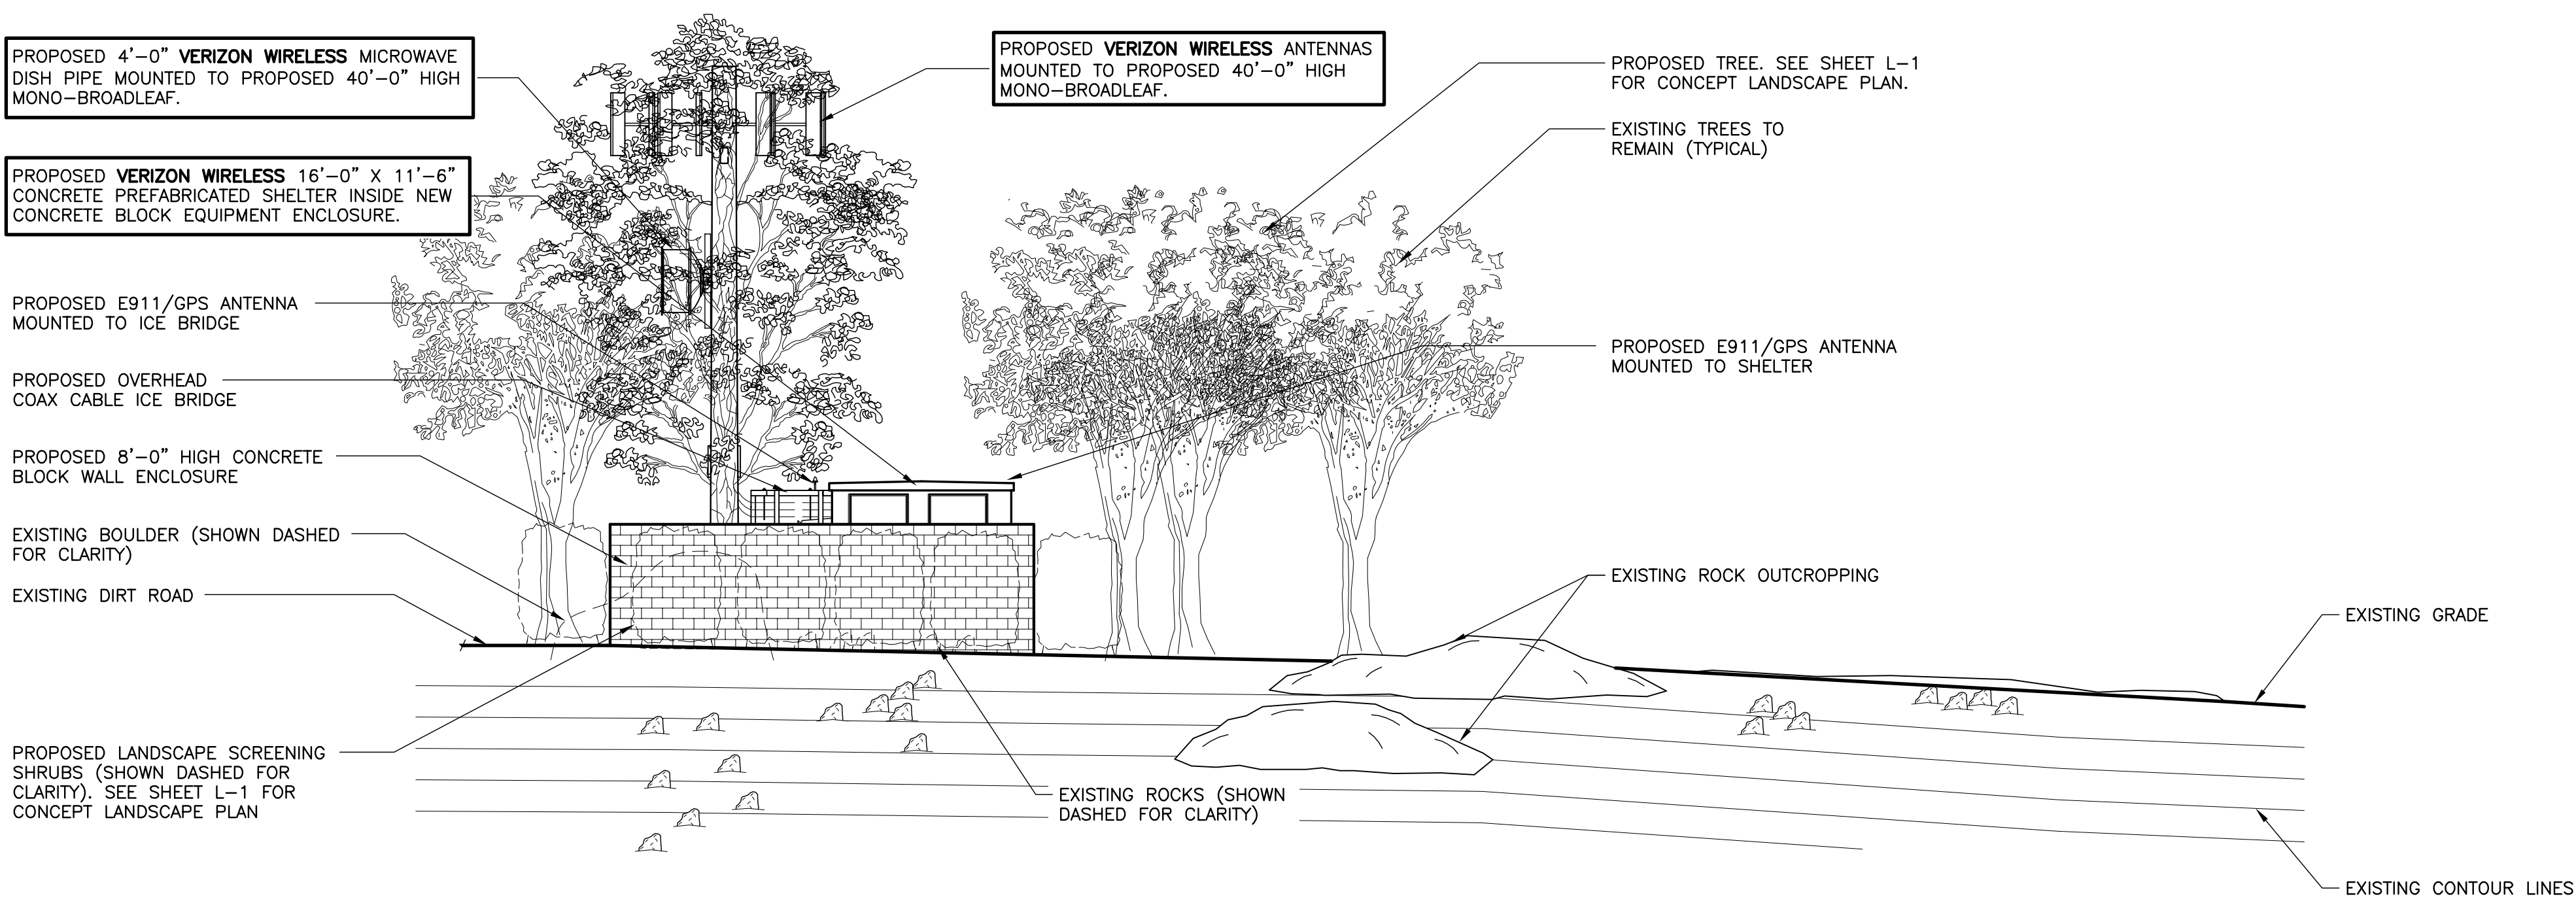 PROPOSED 4'-0" VERIZON WIRELESS MICROWAVE
DISH PIPE MOUNTED TO PROPOSED 40'-0" HIGH
MONO-BROADLEAF.
PROPOSED VERIZON WIRELESS 16'-0" X 11'-6"
CONCRETE PREFABRICATED SHELTER INSIDE NEW
CONCRETE BLOCK EQUIPMENT ENCLOSURE.
PROPOSED E911/GPS ANTENNA
MOUNTED TO ICE BRIDGE
PROPOSED OVERHEAD
COAX CABLE ICE BRIDGE
PROPOSED 8'-0" HIGH CONCRETE
BLOCK WALL ENCLOSURE
EXISTING BOULDER (SHOWN DASHED
FOR CLARITY)
EXISTING DIRT ROAD
PROPOSED LANDSCAPE SCREENING
SHRUBS (SHOWN DASHED FOR
CLARITY). SEE SHEET L-1 FOR
CONCEPT LANDSCAPE PLAN
PROPOSED VERIZON WIRELESS ANTENNAS
MOUNTED TO PROPOSED 40'-0" HIGH
MONO-BROADLEAF.
PROPOSED TREE. SEE SHEET L-1
FOR CONCEPT LANDSCAPE PLAN.
EXISTING TREES TO
REMAIN (TYPICAL)
PROPOSED E911/GPS ANTENNA
MOUNTED TO SHELTER
EXISTING ROCK OUTCROPPING
EXISTING ROCKS (SHOWN
DASHED FOR CLARITY)
EXISTING GRADE
EXISTING CONTOUR LINES